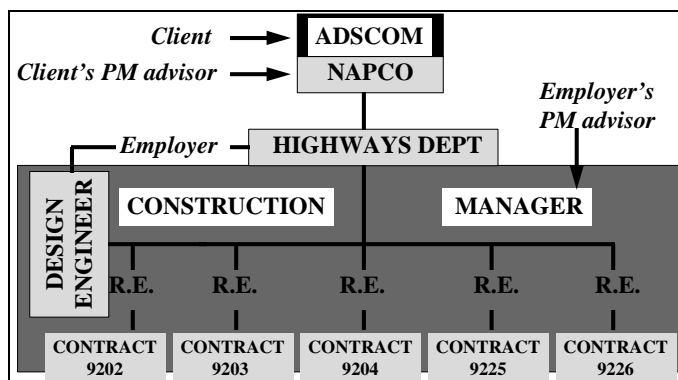 Client
ADSCOM
Client's PM advisor
NAPCO
Employer's
PM advisor
Employer
HIGHWAYS DEPT
DESIGN
ENGINEER
CONSTRUCTION
MANAGER
R.E.
R.E.
R.E.
R.E.
R.E.
CONTRACT
9202
CONTRACT
9203
CONTRACT
9204
CONTRACT
9225
CONTRACT
9226